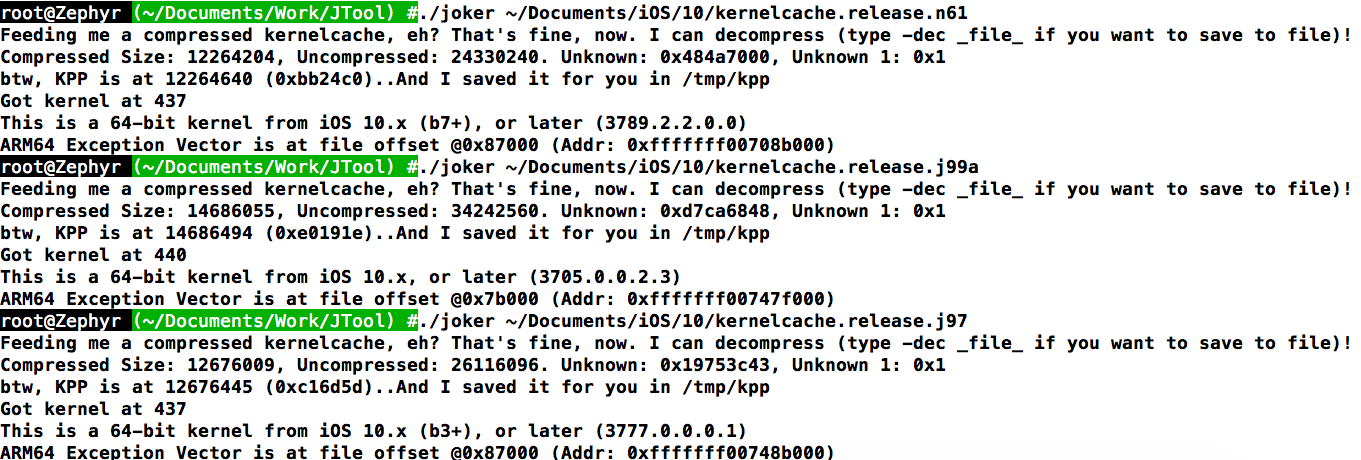 root@Zephyr (~/Documents/Work/JTool) #./joker ~/Documents/iOS/10/kernelcache.release.n61
Feeding me a compressed kernelcache, eh? That's fine, now. I can decompress (type -dec _file_ if you want to save to file)!
Compressed Size: 12264204, Uncompressed: 24330240. Unknown: 0x484a7000, Unknown 1: 0x1
btw, KPP is at 12264640 (0xbb24c0)..And I saved it for you in /tmp/kpp
Got kernel at 437
This is a 64-bit kernel from iOS 10.x (b7+), or later (3789.2.2.0.0)
ARM64 Exception Vector is at file offset @0x87000 (Addr: 0xfffffff00708b000)
root@Zephyr (~/Documents/Work/JTool) #./joker ~/Documents/iOS/10/kernelcache.release.j99a
Feeding me a compressed kernelcache, eh? That's fine, now. I can decompress (type -dec _file_ if you want to save to file)!
Compressed Size: 14686055, Uncompressed: 34242560. Unknown: 0xd7ca6848, Unknown 1: 0x1
btw, KPP is at 14686494 (0xe0191e)..And I saved it for you in /tmp/kpp
Got kernel at 440
This is a 64-bit kernel from iOS 10.x, or later (3705.0.0.2.3)
ARM64 Exception Vector is at file offset @0x7b000 (Addr: 0xfffffff00747f000)
root@Zephyr (~/Documents/Work/JTool) #./joker ~/Documents/iOS/10/kernelcache.release.j97
Feeding me a compressed kernelcache, eh? That's fine, now. I can decompress (type -dec _file_ if you want to save to file)!
Compressed Size: 12676009, Uncompressed: 26116096. Unknown: 0x19753c43, Unknown 1: 0x1
btw, KPP is at 12676445 (0xc16d5d)..And I saved it for you in /tmp/kpp
Got kernel at 437
This is a 64-bit kernel from iOS 10.x (b3+), or later (3777.0.0.0.1)
ARM64 Exception Vector is at file offset @0x87000 (Addr: 0xfffffff00748b000)